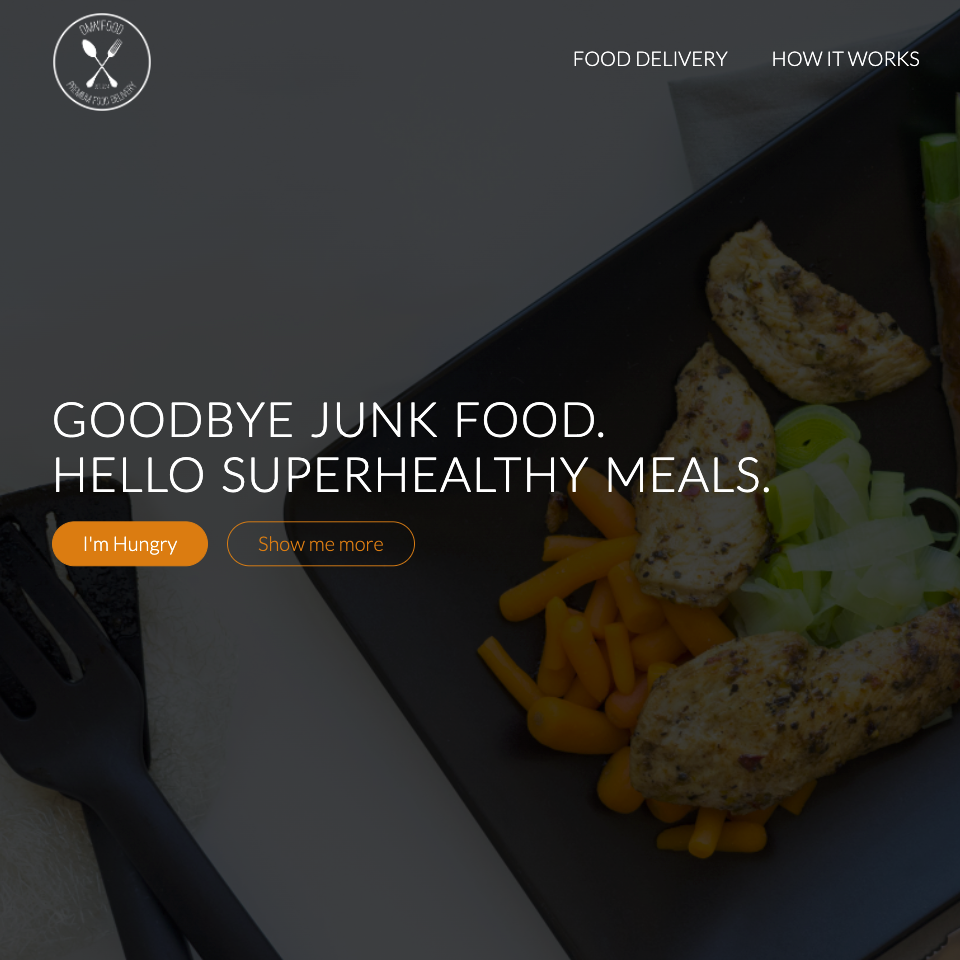 OMNIFOOD
PREMIUM FOOD DELIVERY
FOOD DELIVERY
HOW IT WORKS
GOODBYE JUNK FOOD.
HELLO SUPERHEALTHY MEALS.
I'm Hungry
Show me more